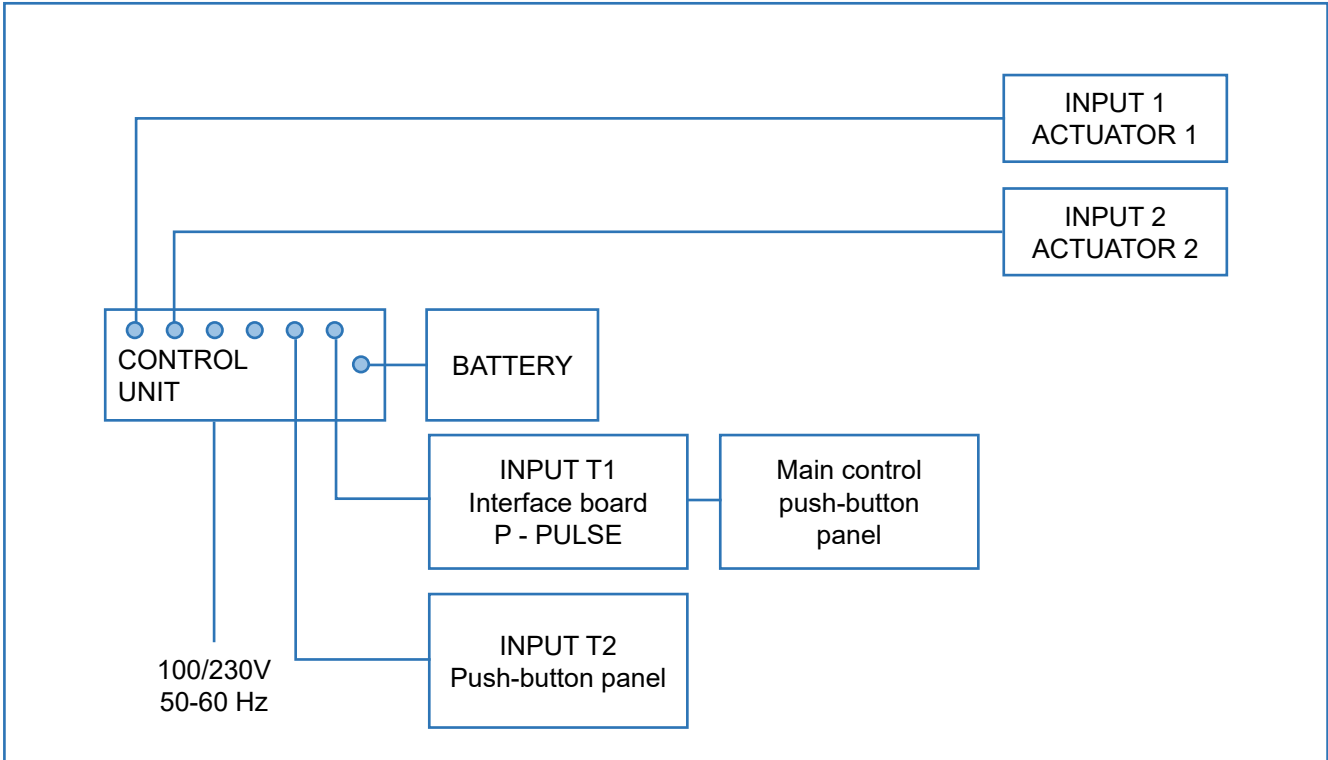 INPUT 1
ACTUATOR 1
INPUT 2
ACTUATOR 2
CONTROL
UNIT
BATTERY
INPUT T1
Interface board
P - PULSE
Main control
push-button
panel
INPUT T2
Push-button panel
100/230V
50-60 Hz